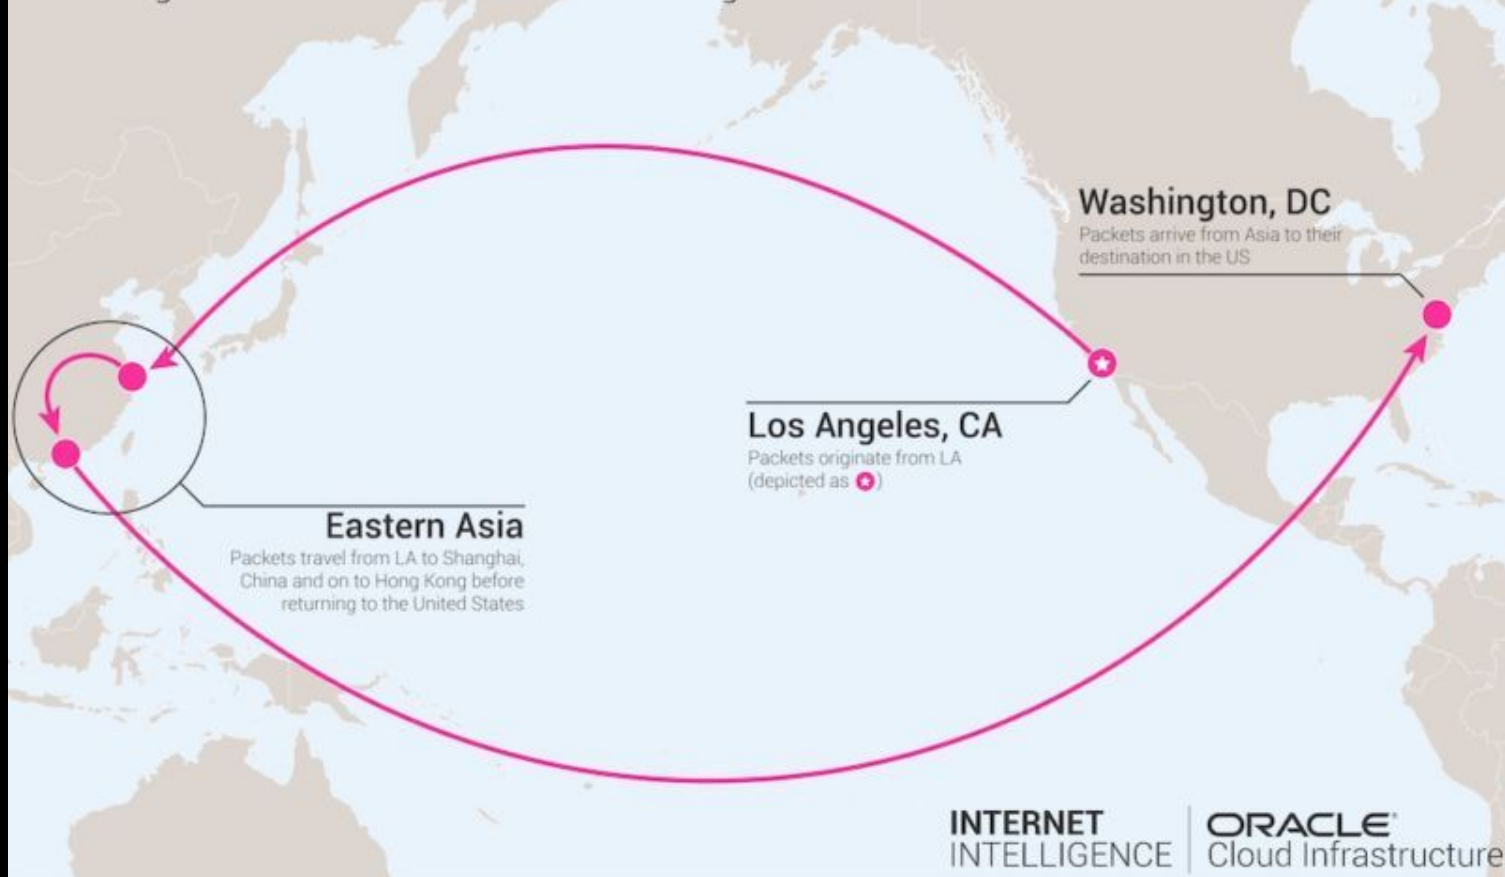 Washington, DC
Packets arrive from Asia to their
destination in the US
Los Angeles, CA
Packets originate from LA
(depicted as )
Eastern Asia
Packets travel from LA to Shanghai,
China and on to Hong Kong before
returning to the United States
INTERNET
INTELLIGENCE
ORACLE
Cloud Infrastructure